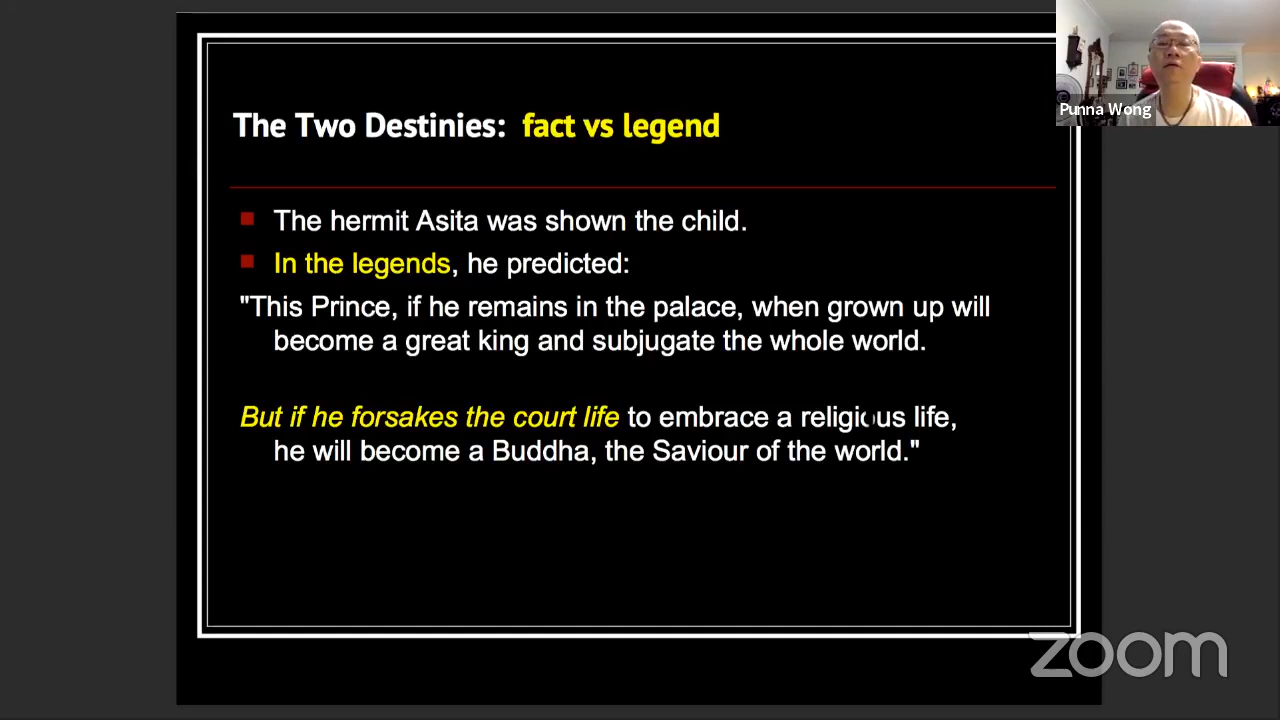 The Two Destinies: fact vs legend
The hermit Asita was shown the child.
In the legends, he predicted:
"This Prince, if he remains in the palace, when grown up will
become a great king and subjugate the whole world.
But if he forsakes the court life to embrace a religious life,
he will become a Buddha, the Saviour of the world."
Punna Wong
zoom